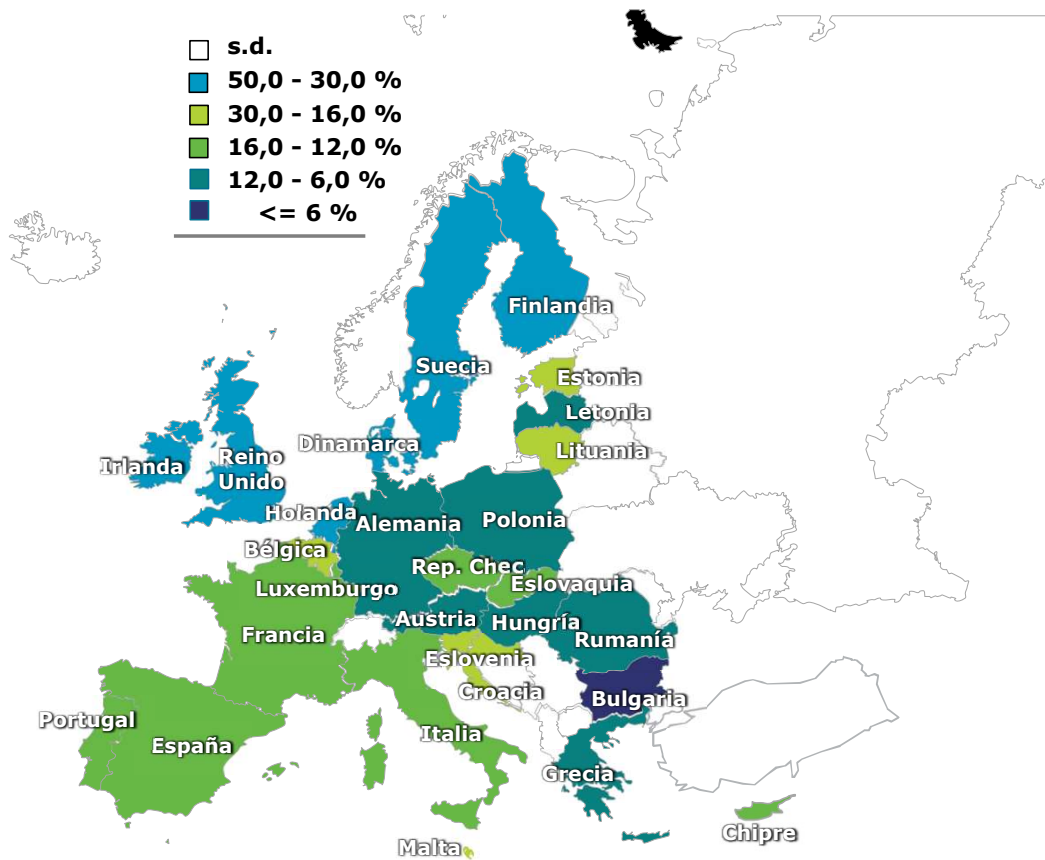 s.d.
50,0 - 30,0 %
30,0 - 16,0 %
16,0 - 12,0 %
12,0 - 6,0 %
<= 6 %
Finlandia
Suecia
Estonia
Letonia
Dinamarca
Lituania
Irlanda
Reino
Unido
Holanda
Alemania
Polonia
Bélgica
Rep. Chec
Eslovaquia
Luxemburgo
Austria
Hungría
Francia
Rumanía
Eslovenia
Croacia
Bulgaria
Portugal
España
Italia
Grecia
Chipre
Malta